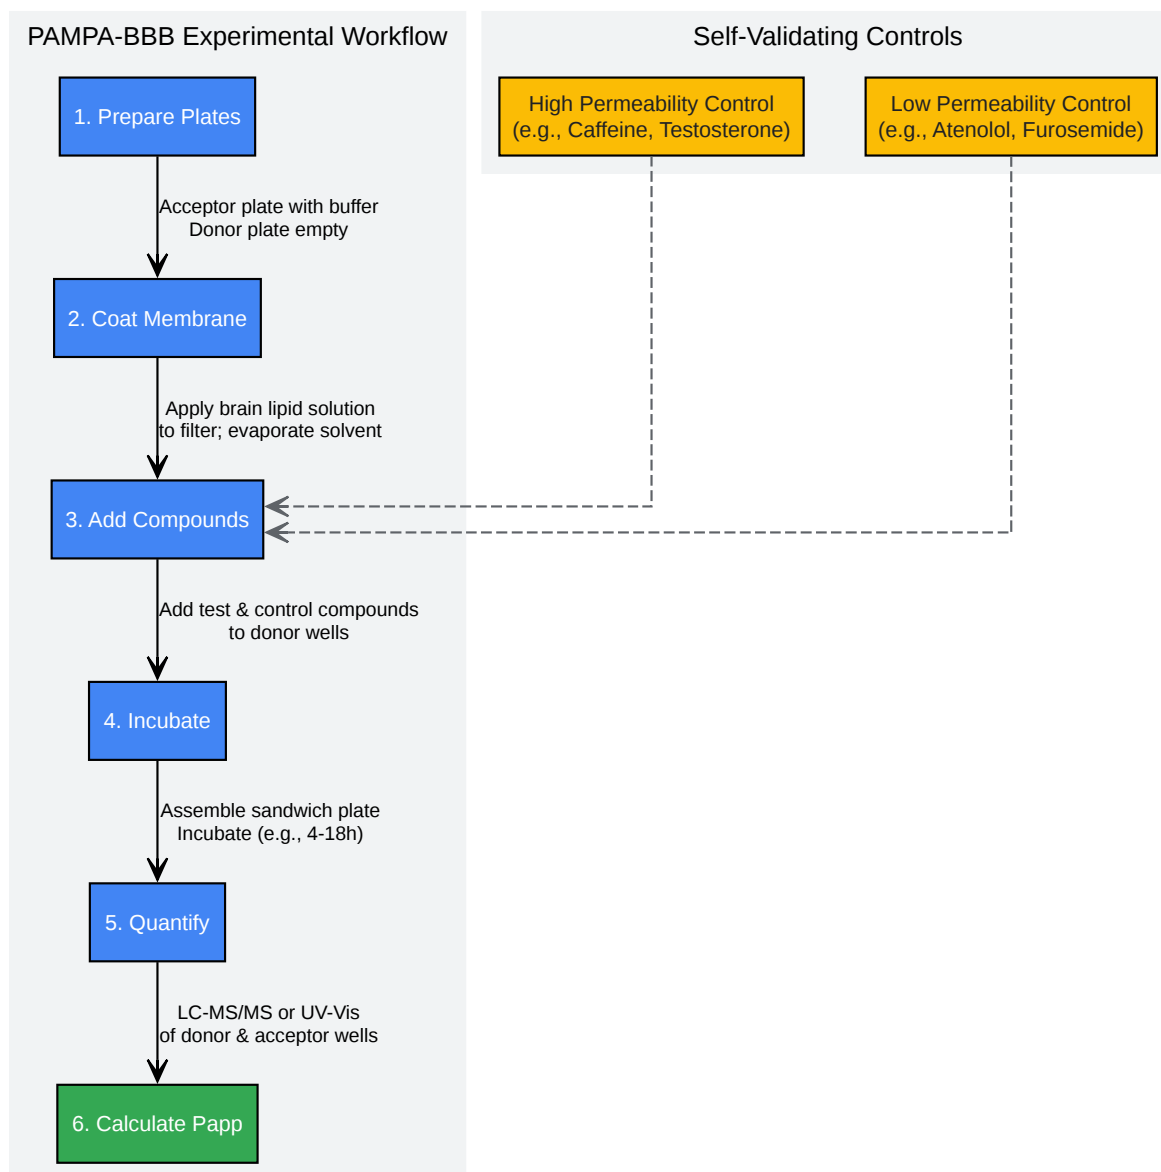 PAMPA-BBB Experimental Workflow
Self-Validating Controls
1. Prepare Plates
High Permeability Control
(e.g., Caffeine, Testosterone)
Low Permeability Control
(e.g., Atenolol, Furosemide)
Acceptor plate with buffer
Donor plate empty
2. Coat Membrane
Apply brain lipid solution
to filter; evaporate solvent
3. Add Compounds
Add test & control compounds
to donor wells
4. Incubate
Assemble sandwich plate
Incubate (e.g., 4-18h)
5. Quantify
LC-MS/MS or UV-Vis
of donor & acceptor wells
6. Calculate Papp